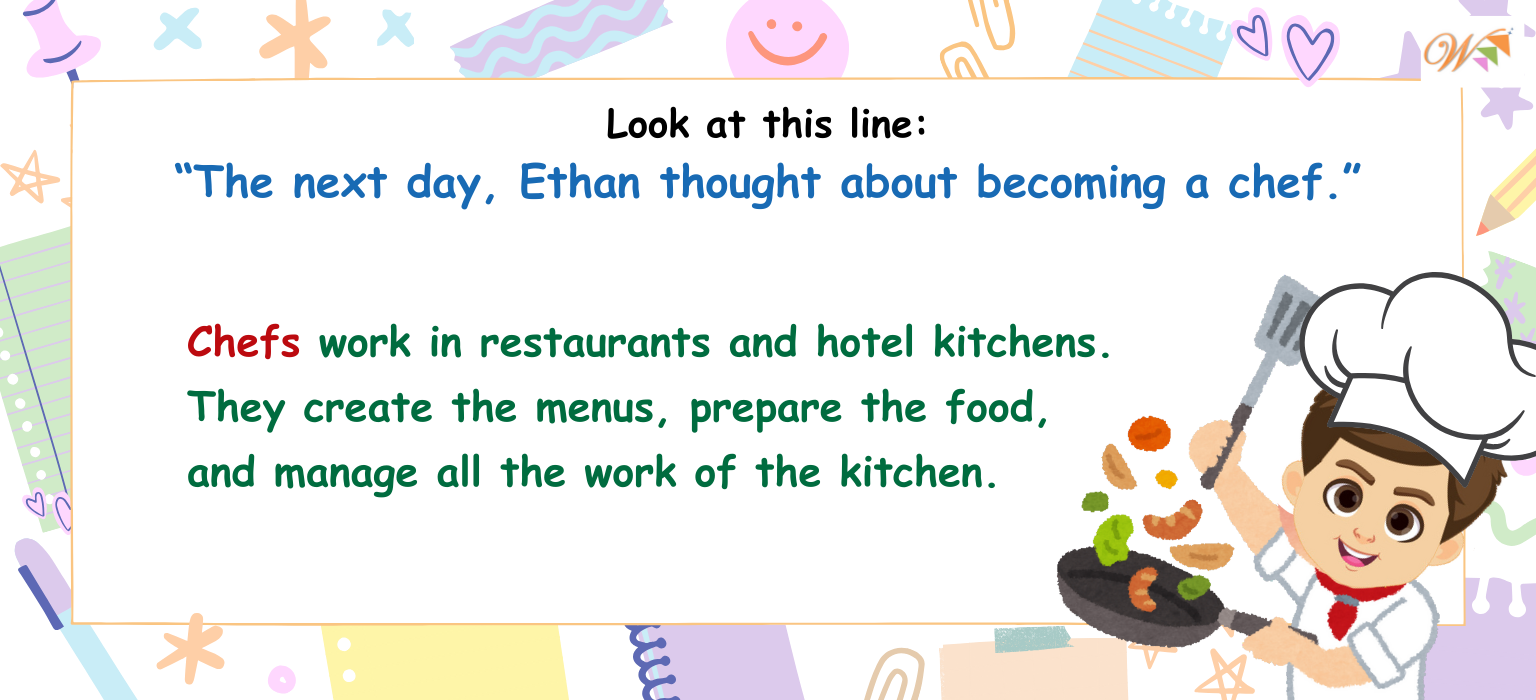 W
Look at this line:
“The next day, Ethan thought about becoming a chef.”
Chefs work in restaurants and hotel kitchens.
They create the menus, prepare the food,
and manage all the work of the kitchen.